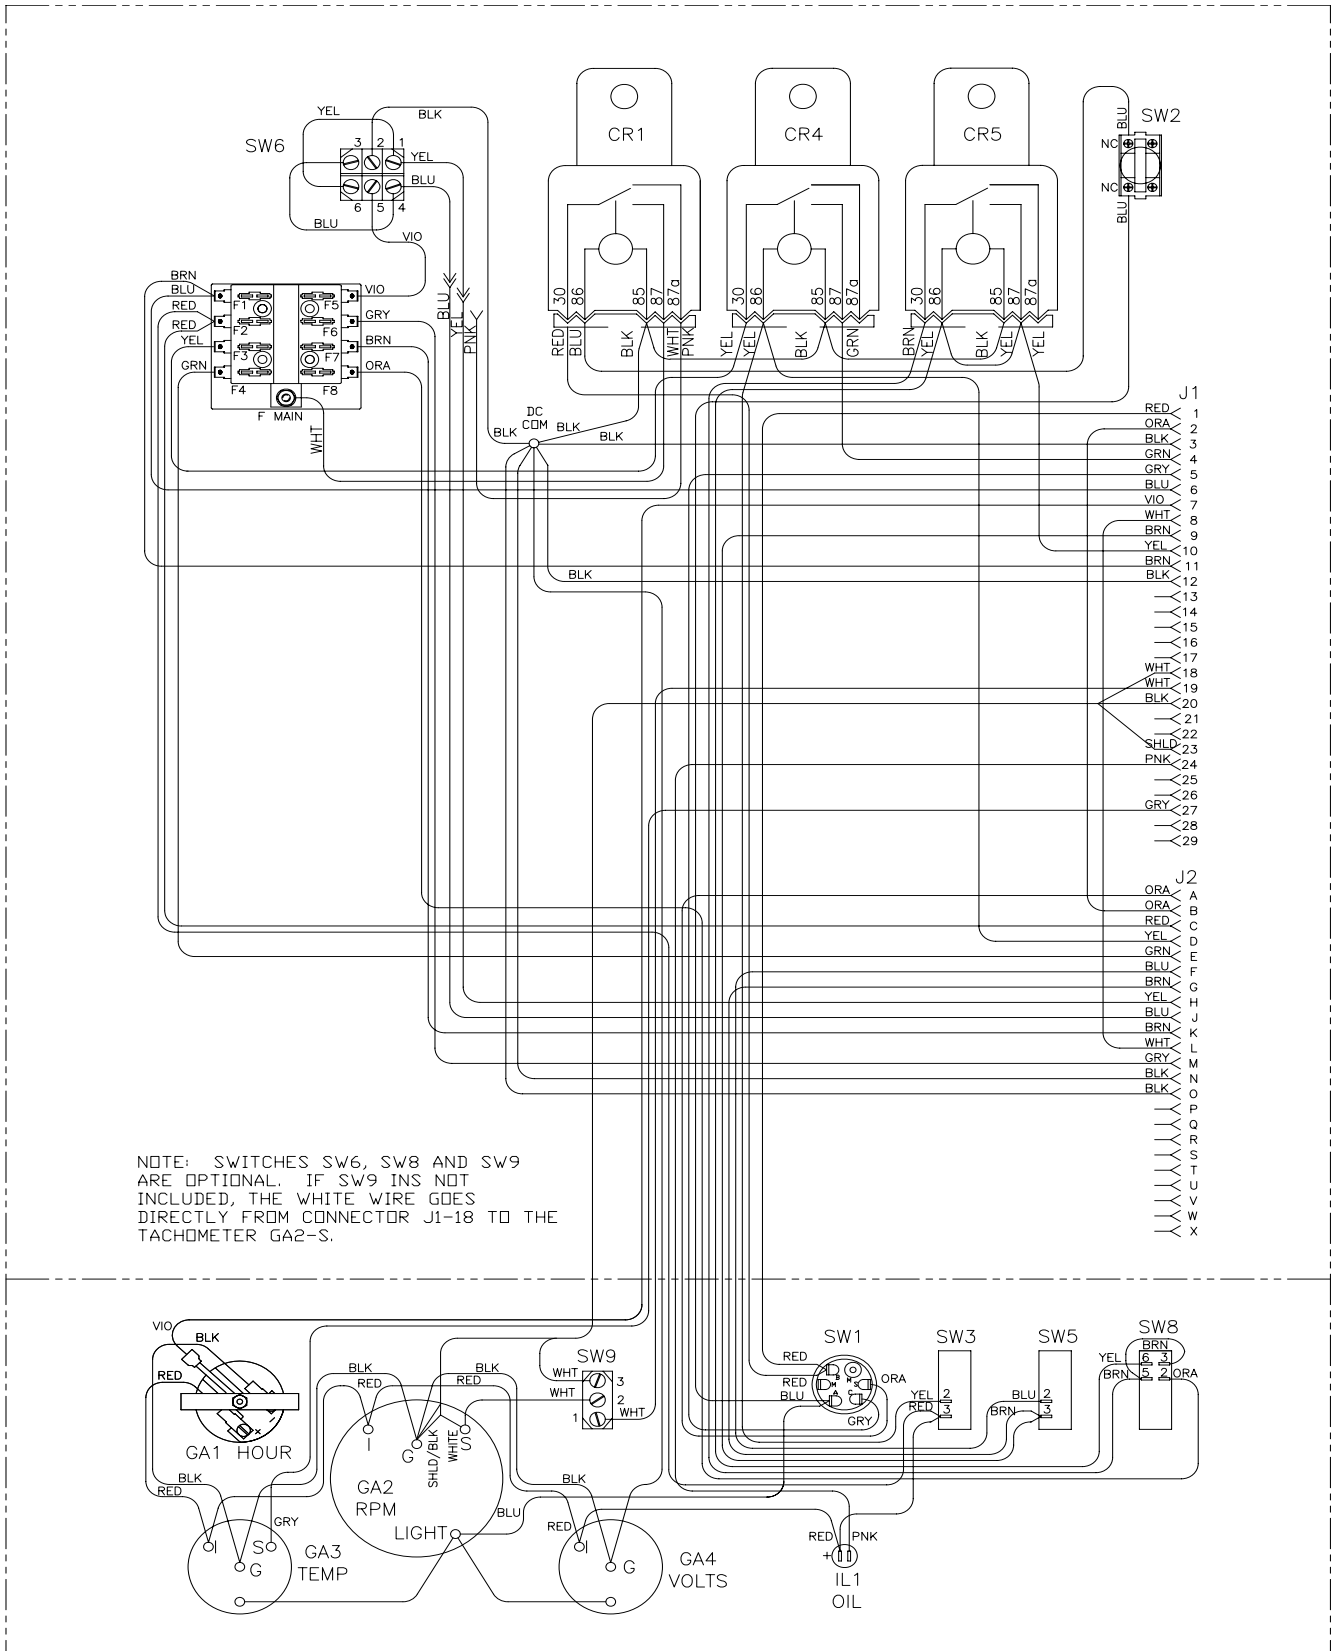 CR1
CR4
CR5
SW2
BLU
NC
NC
BLU
SW6
YEL
BLK
3 2 1
YEL
BLU
6 5 4
BLU
VIO
BRN
BLU
RED
RED
YEL
GRN
F1
F2
F3
F4
F5
F6
F7
F8
VIO
GRY
BRN
ORA
F MAIN
WHT
BLU
YEL
PNK
30 86 85 87 87a
30 86 85 87 87a
30 86 85 87 87a
RED BLU BLK WHT PNK
YEL YEL BLK GRN
BRN YEL BLK YEL YEL
DC
COM
BLK
BLK
BLK
BLK
J1
RED 1
ORA 2
BLK 3
GRN 4
GRY 5
BLU 6
VIO 7
WHT 8
BRN 9
YEL 10
BRN 11
BLK 12
13
14
15
16
17
WHT 18
WHT 19
BLK 20
21
22
SHLD 23
PNK 24
25
26
GRY 27
28
29
J2
ORA A
ORA B
RED C
YEL D
GRN E
BLU F
BRN G
YEL H
BLU J
BRN K
WHT L
GRY M
BLK N
BLK O
P
Q
R
S
T
U
V
W
X
NOTE: SWITCHES SW6, SW8 AND SW9
ARE OPTIONAL. IF SW9 INS NOT
INCLUDED, THE WHITE WIRE GOES
DIRECTLY FROM CONNECTOR J1-18 TO THE
TACHOMETER GA2-S.
VIO
BLK
RED
- +
GA1 HOUR
BLK
RED
BLK
RED
BLK
RED
I G S
SHLD/BLK
WHITE
GA2
RPM
LIGHT
SW9
WHT 3
WHT 2
1 WHT
GRY
I S
G
GA3
TEMP
BLU
BLK
RED
I
G
GA4
VOLTS
SW1
RED
RED
BLU
B
M S
A C
ORA
GRY
SW3
YEL 2
RED 3
SW5
BLU 2
BRN 3
SW8
BRN
YEL 6 3
BRN 5 2 ORA
RED PNK
+
IL1
OIL